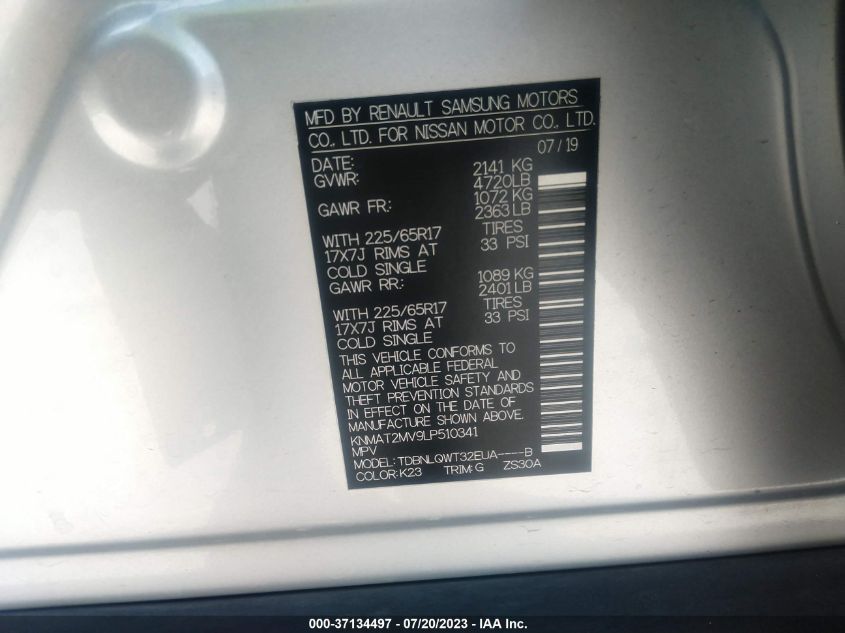 MFD BY RENAULT SAMSUNG MOTORS
CO., LTD. FOR NISSAN MOTOR CO., LTD.
DATE: 07/19
GVWR: 2141 KG
4720LB
GAWR FR: 1072 KG
2363LB
WITH 225/65R17 TIRES
17X7J RIMS AT 33 PSI
COLD SINGLE
GAWR RR: 1089 KG
2401LB
WITH 225/65R17 TIRES
17X7J RIMS AT 33 PSI
COLD SINGLE
THIS VEHICLE CONFORMS TO
ALL APPLICABLE FEDERAL
MOTOR VEHICLE SAFETY AND
THEFT PREVENTION STANDARDS
IN EFFECT ON THE DATE OF
MANUFACTURE SHOWN ABOVE.
KNMAT2MV9LP510341
MPV
MODEL: TDBNLQWT32EUA----B
COLOR:K23 TRIM:G ZS30A
000-37134497 - 07/20/2023 - IAA Inc.